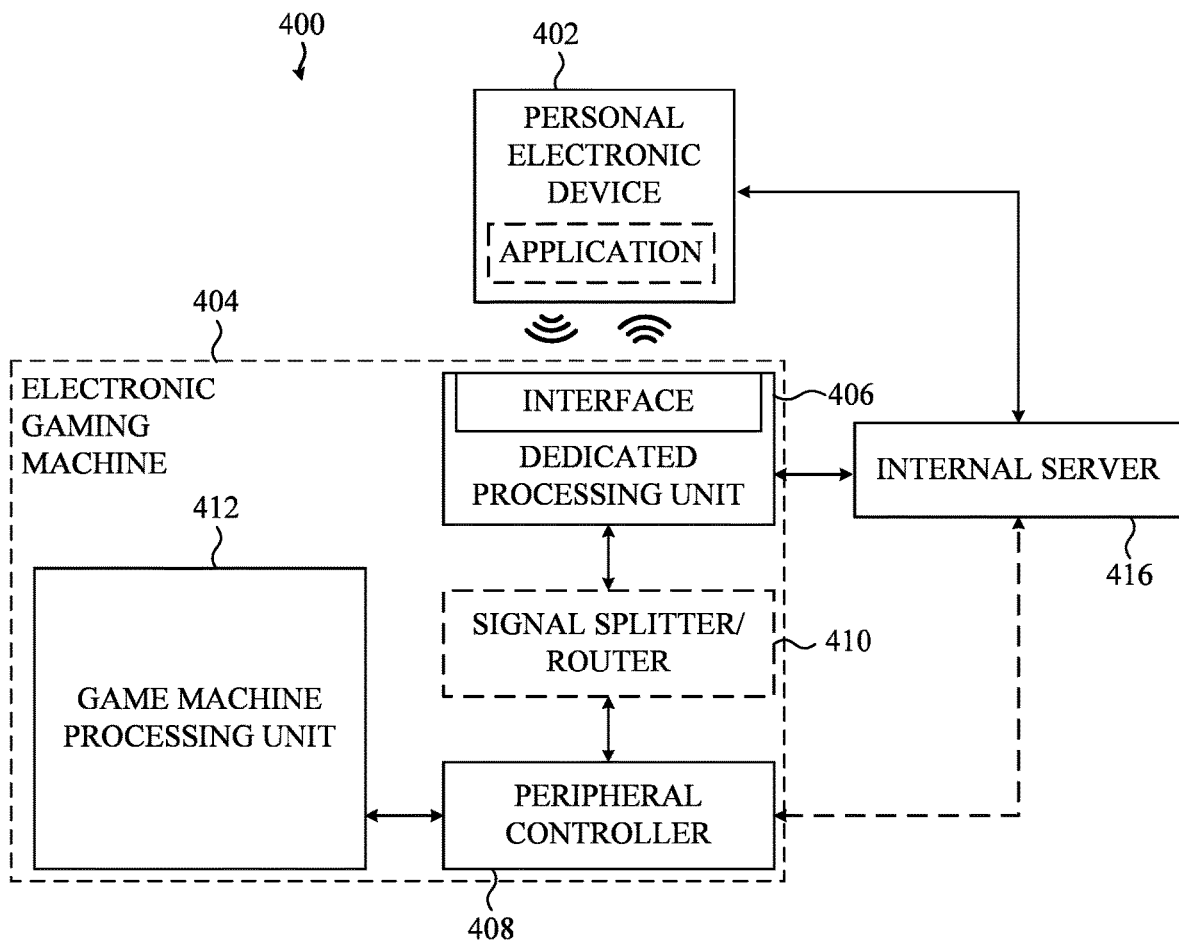 400
402
PERSONAL
ELECTRONIC
DEVICE
APPLICATION
404
ELECTRONIC
GAMING
MACHINE
INTERFACE
406
DEDICATED
PROCESSING UNIT
INTERNAL SERVER
416
412
SIGNAL SPLITTER/
ROUTER
410
GAME MACHINE
PROCESSING UNIT
PERIPHERAL
CONTROLLER
408